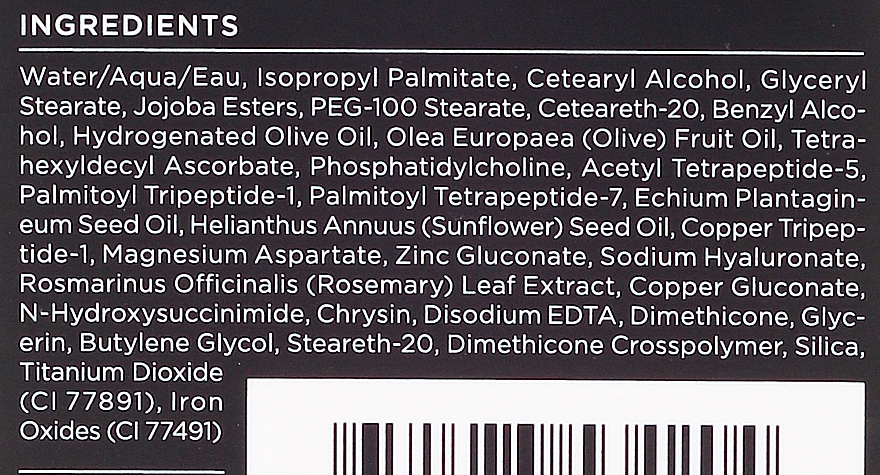 INGREDIENTS
Water/Aqua/Eau, Isopropyl Palmitate, Cetearyl Alcohol, Glyceryl
Stearate, Jojoba Esters, PEG-100 Stearate, Ceteareth-20, Benzyl Alco-
hol, Hydrogenated Olive Oil, Olea Europaea (Olive) Fruit Oil, Tetra-
hexyldecyl Ascorbate, Phosphatidylcholine, Acetyl Tetrapeptide-5,
Palmitoyl Tripeptide-1, Palmitoyl Tetrapeptide-7, Echium Plantagin-
eum Seed Oil, Helianthus Annuus (Sunflower) Seed Oil, Copper Tripep-
tide-1, Magnesium Aspartate, Zinc Gluconate, Sodium Hyaluronate,
Rosmarinus Officinalis (Rosemary) Leaf Extract, Copper Gluconate,
N-Hydroxysuccinimide, Chrysin, Disodium EDTA, Dimethicone, Glyc-
erin, Butylene Glycol, Steareth-20, Dimethicone Crosspolymer, Silica,
Titanium Dioxide
(CI 77891), Iron
Oxides (CI 77491)